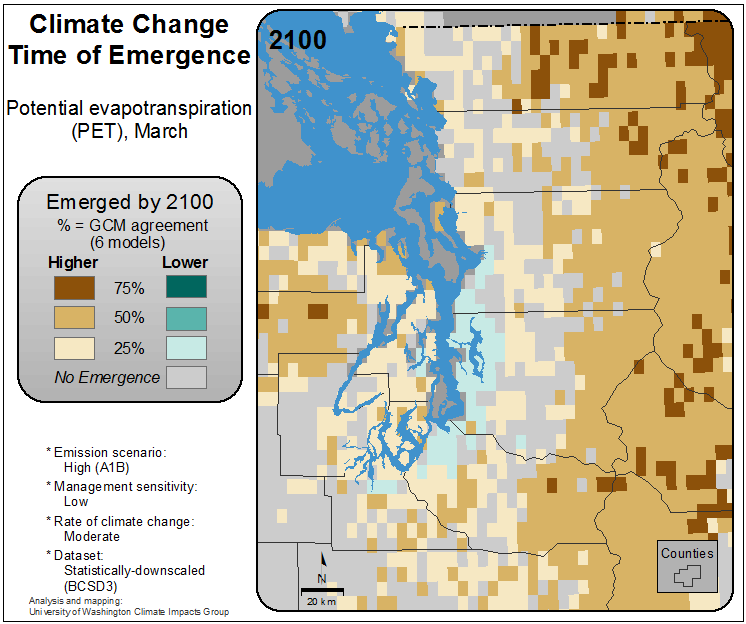 Climate Change
Time of Emergence
Potential evapotranspiration
(PET), March
Emerged by 2100
% = GCM agreement
(6 models)
Higher Lower
75%
50%
25%
No Emergence
* Emission scenario:
High (A1B)
* Management sensitivity:
Low
* Rate of climate change:
Moderate
* Dataset:
Statistically-downscaled
(BCSD3)
Analysis and mapping:
University of Washington Climate Impacts Group
2100
N
20 km
Counties